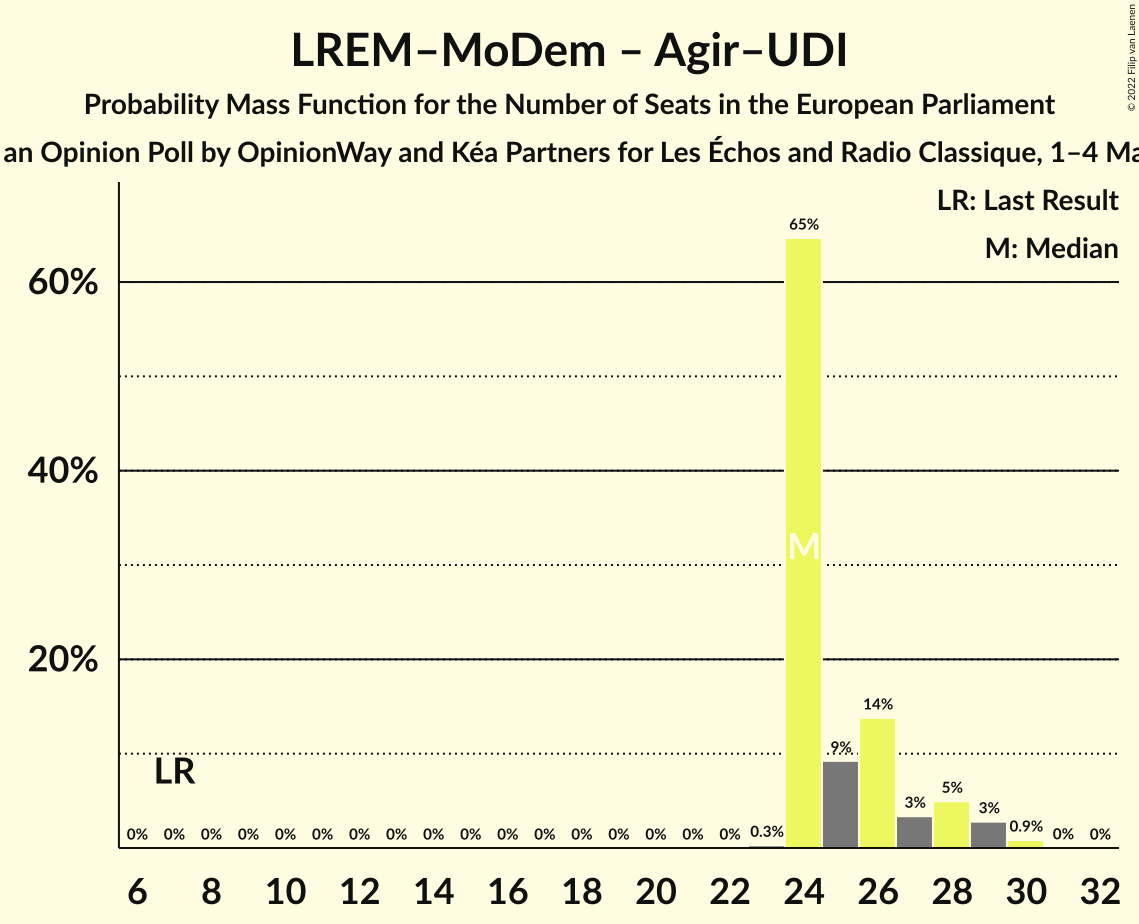 LREM–MoDem – Agir–UDI
Probability Mass Function for the Number of Seats in the European Parliament
an Opinion Poll by OpinionWay and Kéa Partners for Les Échos and Radio Classique, 1–4 Ma
© 2022 Filip van Laenen
LR: Last Result
M: Median
60%
40%
20%
65%
M
14%
9%
LR
5%
3%
3%
0% 0% 0% 0% 0% 0% 0% 0% 0% 0% 0% 0% 0% 0% 0% 0% 0% 0.3% 0.9% 0% 0%
6 8 10 12 14 16 18 20 22 24 26 28 30 32